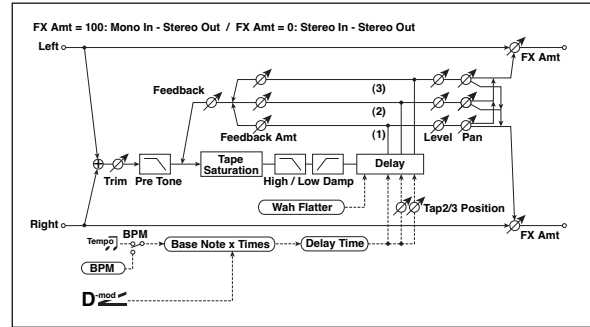 FX Amt = 100: Mono In - Stereo Out / FX Amt = 0: Stereo In - Stereo Out
Left
FX Amt
Feedback
(3)
(2)
(1)
Feedback Amt
Level
Pan
Trim
Pre Tone
Tape
Saturation
High / Low Damp
Delay
Wah Flatter
Tap2/3 Position
Right
FX Amt
Tempo
BPM
Base Note x Times
Delay Time
BPM
D-mod